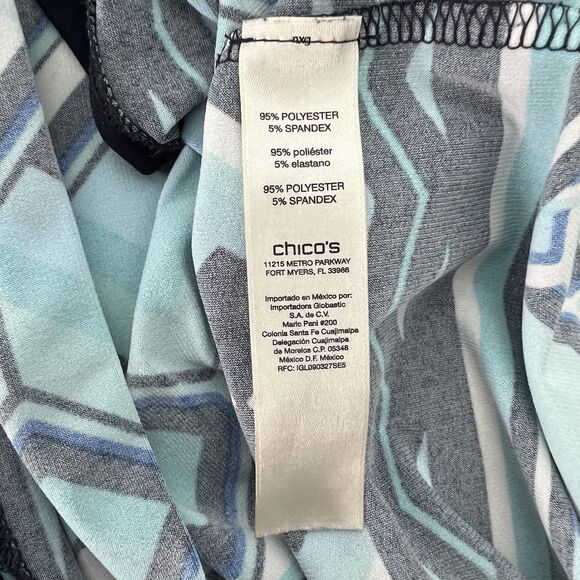 nxg
95% POLYESTER
5% SPANDEX
95% poliéster
5% elastano
95% POLYESTER
5% SPANDEX
chico's
11215 METRO PARKWAY
FORT MYERS, FL 33966
Importado en México por:
Importadora Globastic
S.A. de C.V.
Mario Pani #200
Colonia Santa Fe Cuajimalpa
Delegación Cuajimalpa
de Morelos C.P. 05348
México D.F. México
RFC: IGL090327SE5